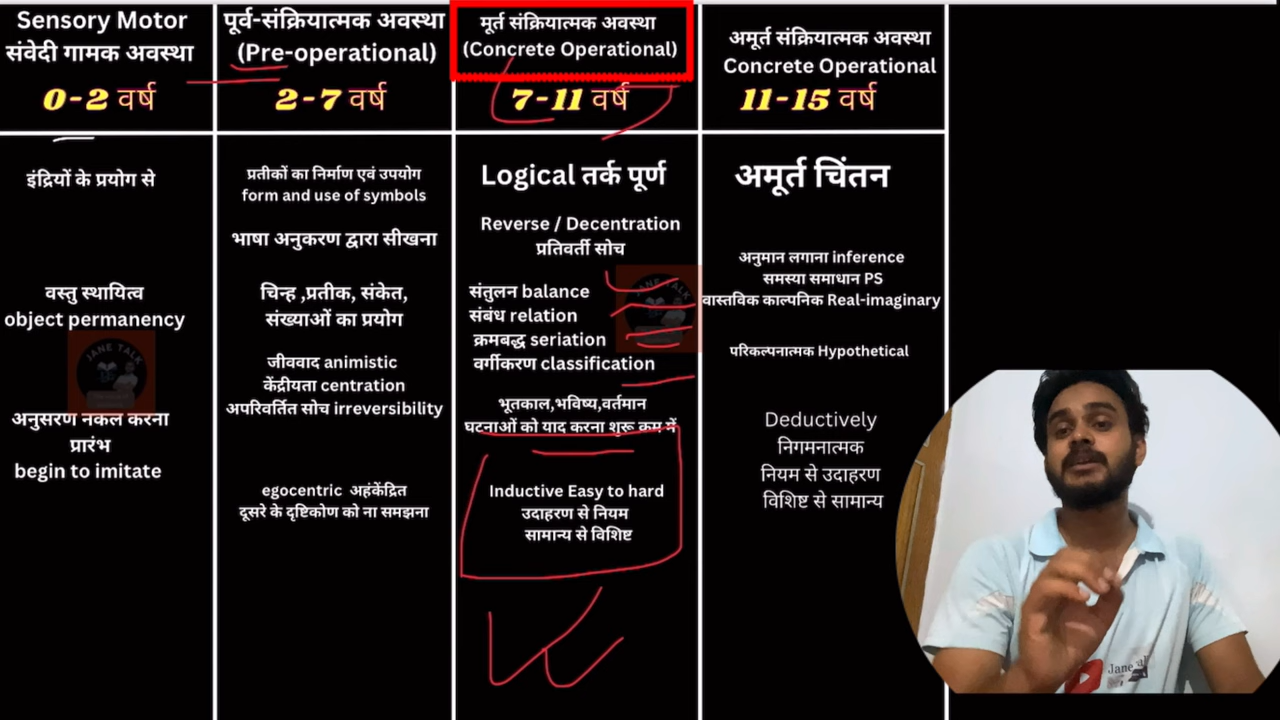 Sensory Motor
संवेदी गामक अवस्था
0-2 वर्ष
इंद्रियों के प्रयोग से
वस्तु स्थायित्व
object permanency
अनुसरण नकल करना
प्रारंभ
begin to imitate
पूर्व-संक्रियात्मक अवस्था
(Pre-operational)
2-7 वर्ष
प्रतीकों का निर्माण एवं उपयोग
form and use of symbols
भाषा अनुकरण द्वारा सीखना
चिन्ह ,प्रतीक, संकेत,
संख्याओं का प्रयोग
जीववाद animistic
केंद्रीयता centration
अपरिवर्तित सोच irreversibility
egocentric अहंकेंद्रित
दूसरे के दृष्टिकोण को ना समझना
मूर्त संक्रियात्मक अवस्था
(Concrete Operational)
7-11 वर्ष
Logical तर्क पूर्ण
Reverse / Decentration
प्रतिवर्ती सोच
संतुलन balance
संबंध relation
क्रमबद्ध seriation
वर्गीकरण classification
भूतकाल,भविष्य,वर्तमान
घटनाओं को याद करना शुरू कम में
Inductive Easy to hard
उदाहरण से नियम
सामान्य से विशिष्ट
अमूर्त संक्रियात्मक अवस्था
Concrete Operational
11-15 वर्ष
अमूर्त चिंतन
अनुमान लगाना inference
समस्या समाधान PS
वास्तविक काल्पनिक Real-imaginary
परिकल्पनात्मक Hypothetical
Deductively
निगमनात्मक
नियम से उदाहरण
विशिष्ट से सामान्य
JANE TALK
JANE TALK
Jane